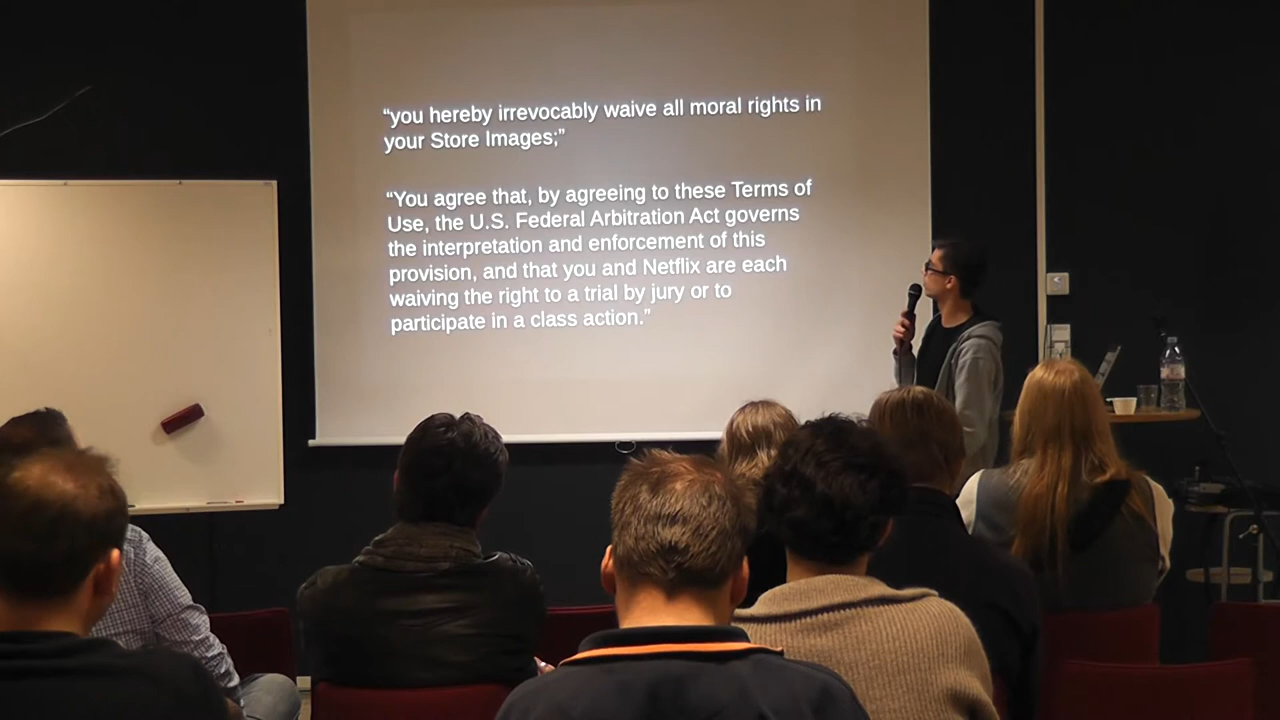 “you hereby irrevocably waive all moral rights in
your Store Images;”
“You agree that, by agreeing to these Terms of
Use, the U.S. Federal Arbitration Act governs
the interpretation and enforcement of this
provision, and that you and Netflix are each
waiving the right to a trial by jury or to
participate in a class action.”